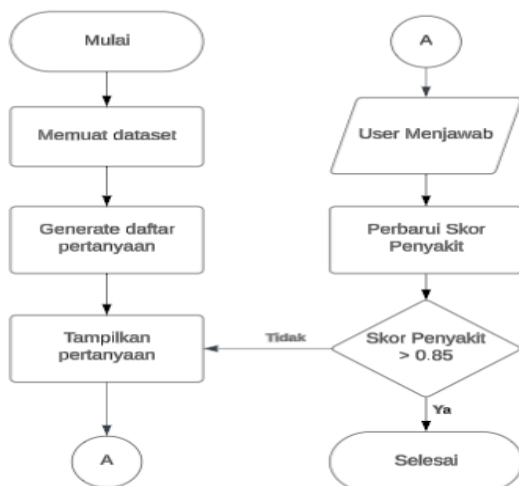 Mulai
Memuat dataset
Generate daftar
pertanyaan
Tampilkan
pertanyaan
A
A
User Menjawab
Perbarui Skor
Penyakit
Skor Penyakit
> 0.85
Tidak
Ya
Selesai